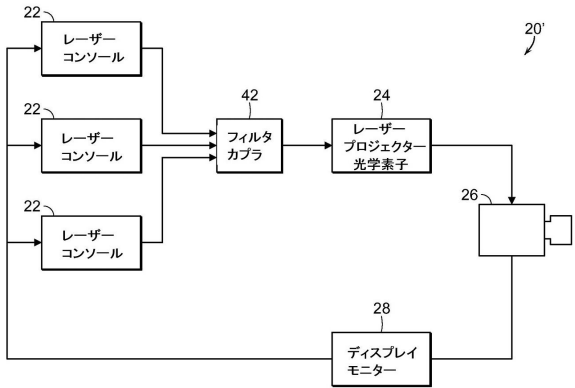 22
レーザー
コンソール
20'
22
レーザー
コンソール
42
フィルタ
カプラ
24
レーザー
プロジェクター
光学素子
22
レーザー
コンソール
26
28
ディスプレイ
モニター